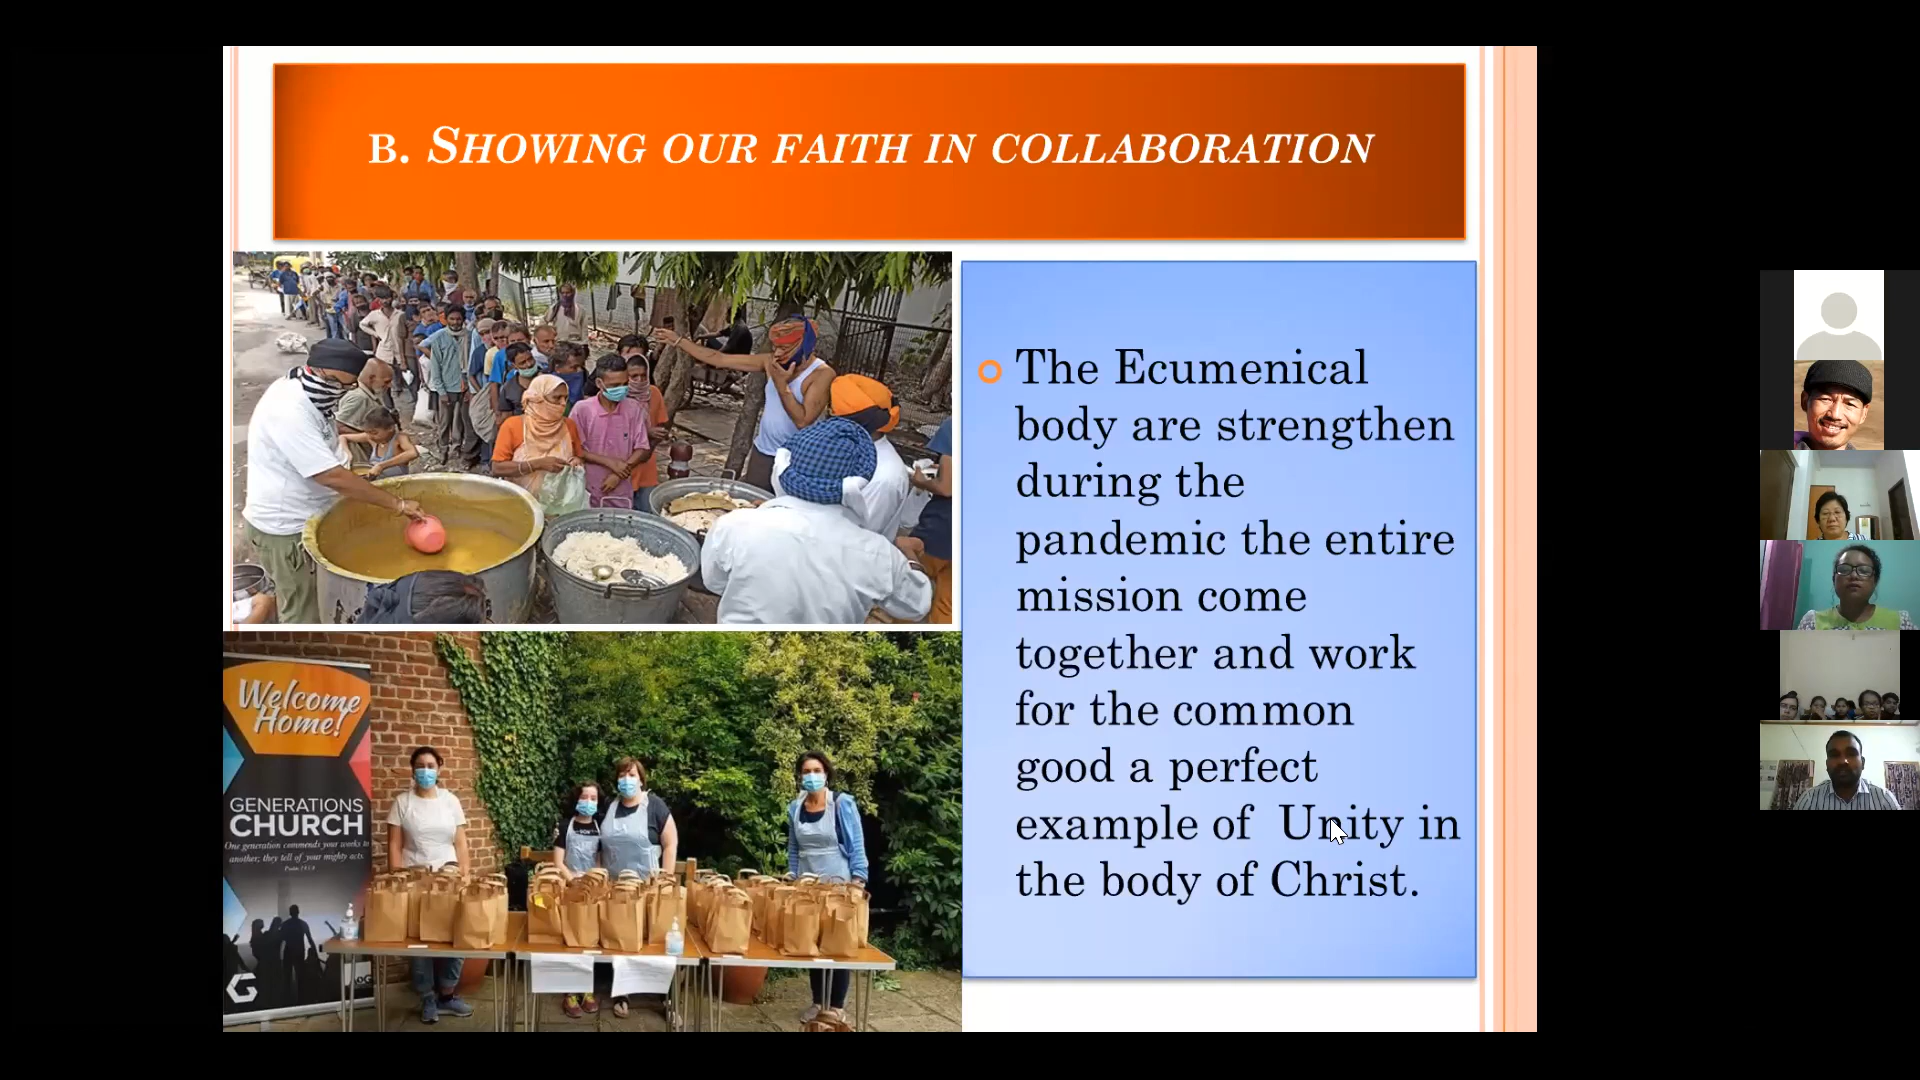 B. SHOWING OUR FAITH IN COLLABORATION
The Ecumenical
body are strengthen
during the
pandemic the entire
mission come
together and work
for the common
good a perfect
example of Unity in
the body of Christ.
Welcome
Home!
GENERATIONS
CHURCH
One generation commends your works to
another; they tell of your mighty acts.